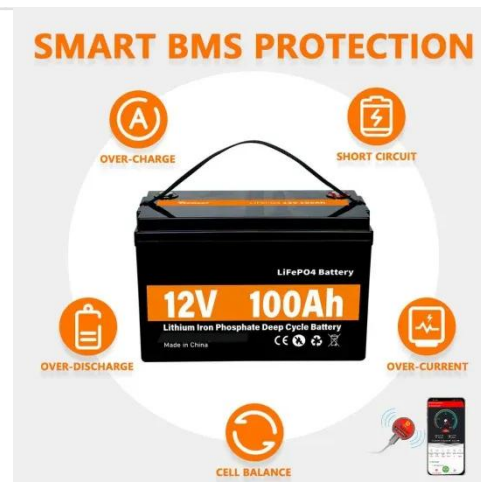 SMART BMS PROTECTION
OVER-CHARGE
SHORT CIRCUIT
LiFePO4 Battery
12V 100Ah
Lithium Iron Phosphate Deep Cycle Battery
Made in China
CE
OVER-DISCHARGE
OVER-CURRENT
CELL BALANCE